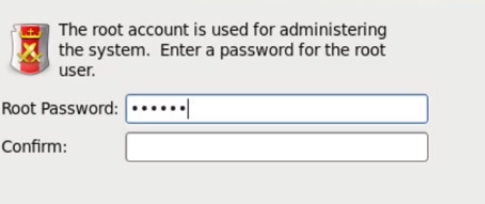 The root account is used for administering
the system.  Enter a password for the root
user.
Root Password: ••••••
Confirm: